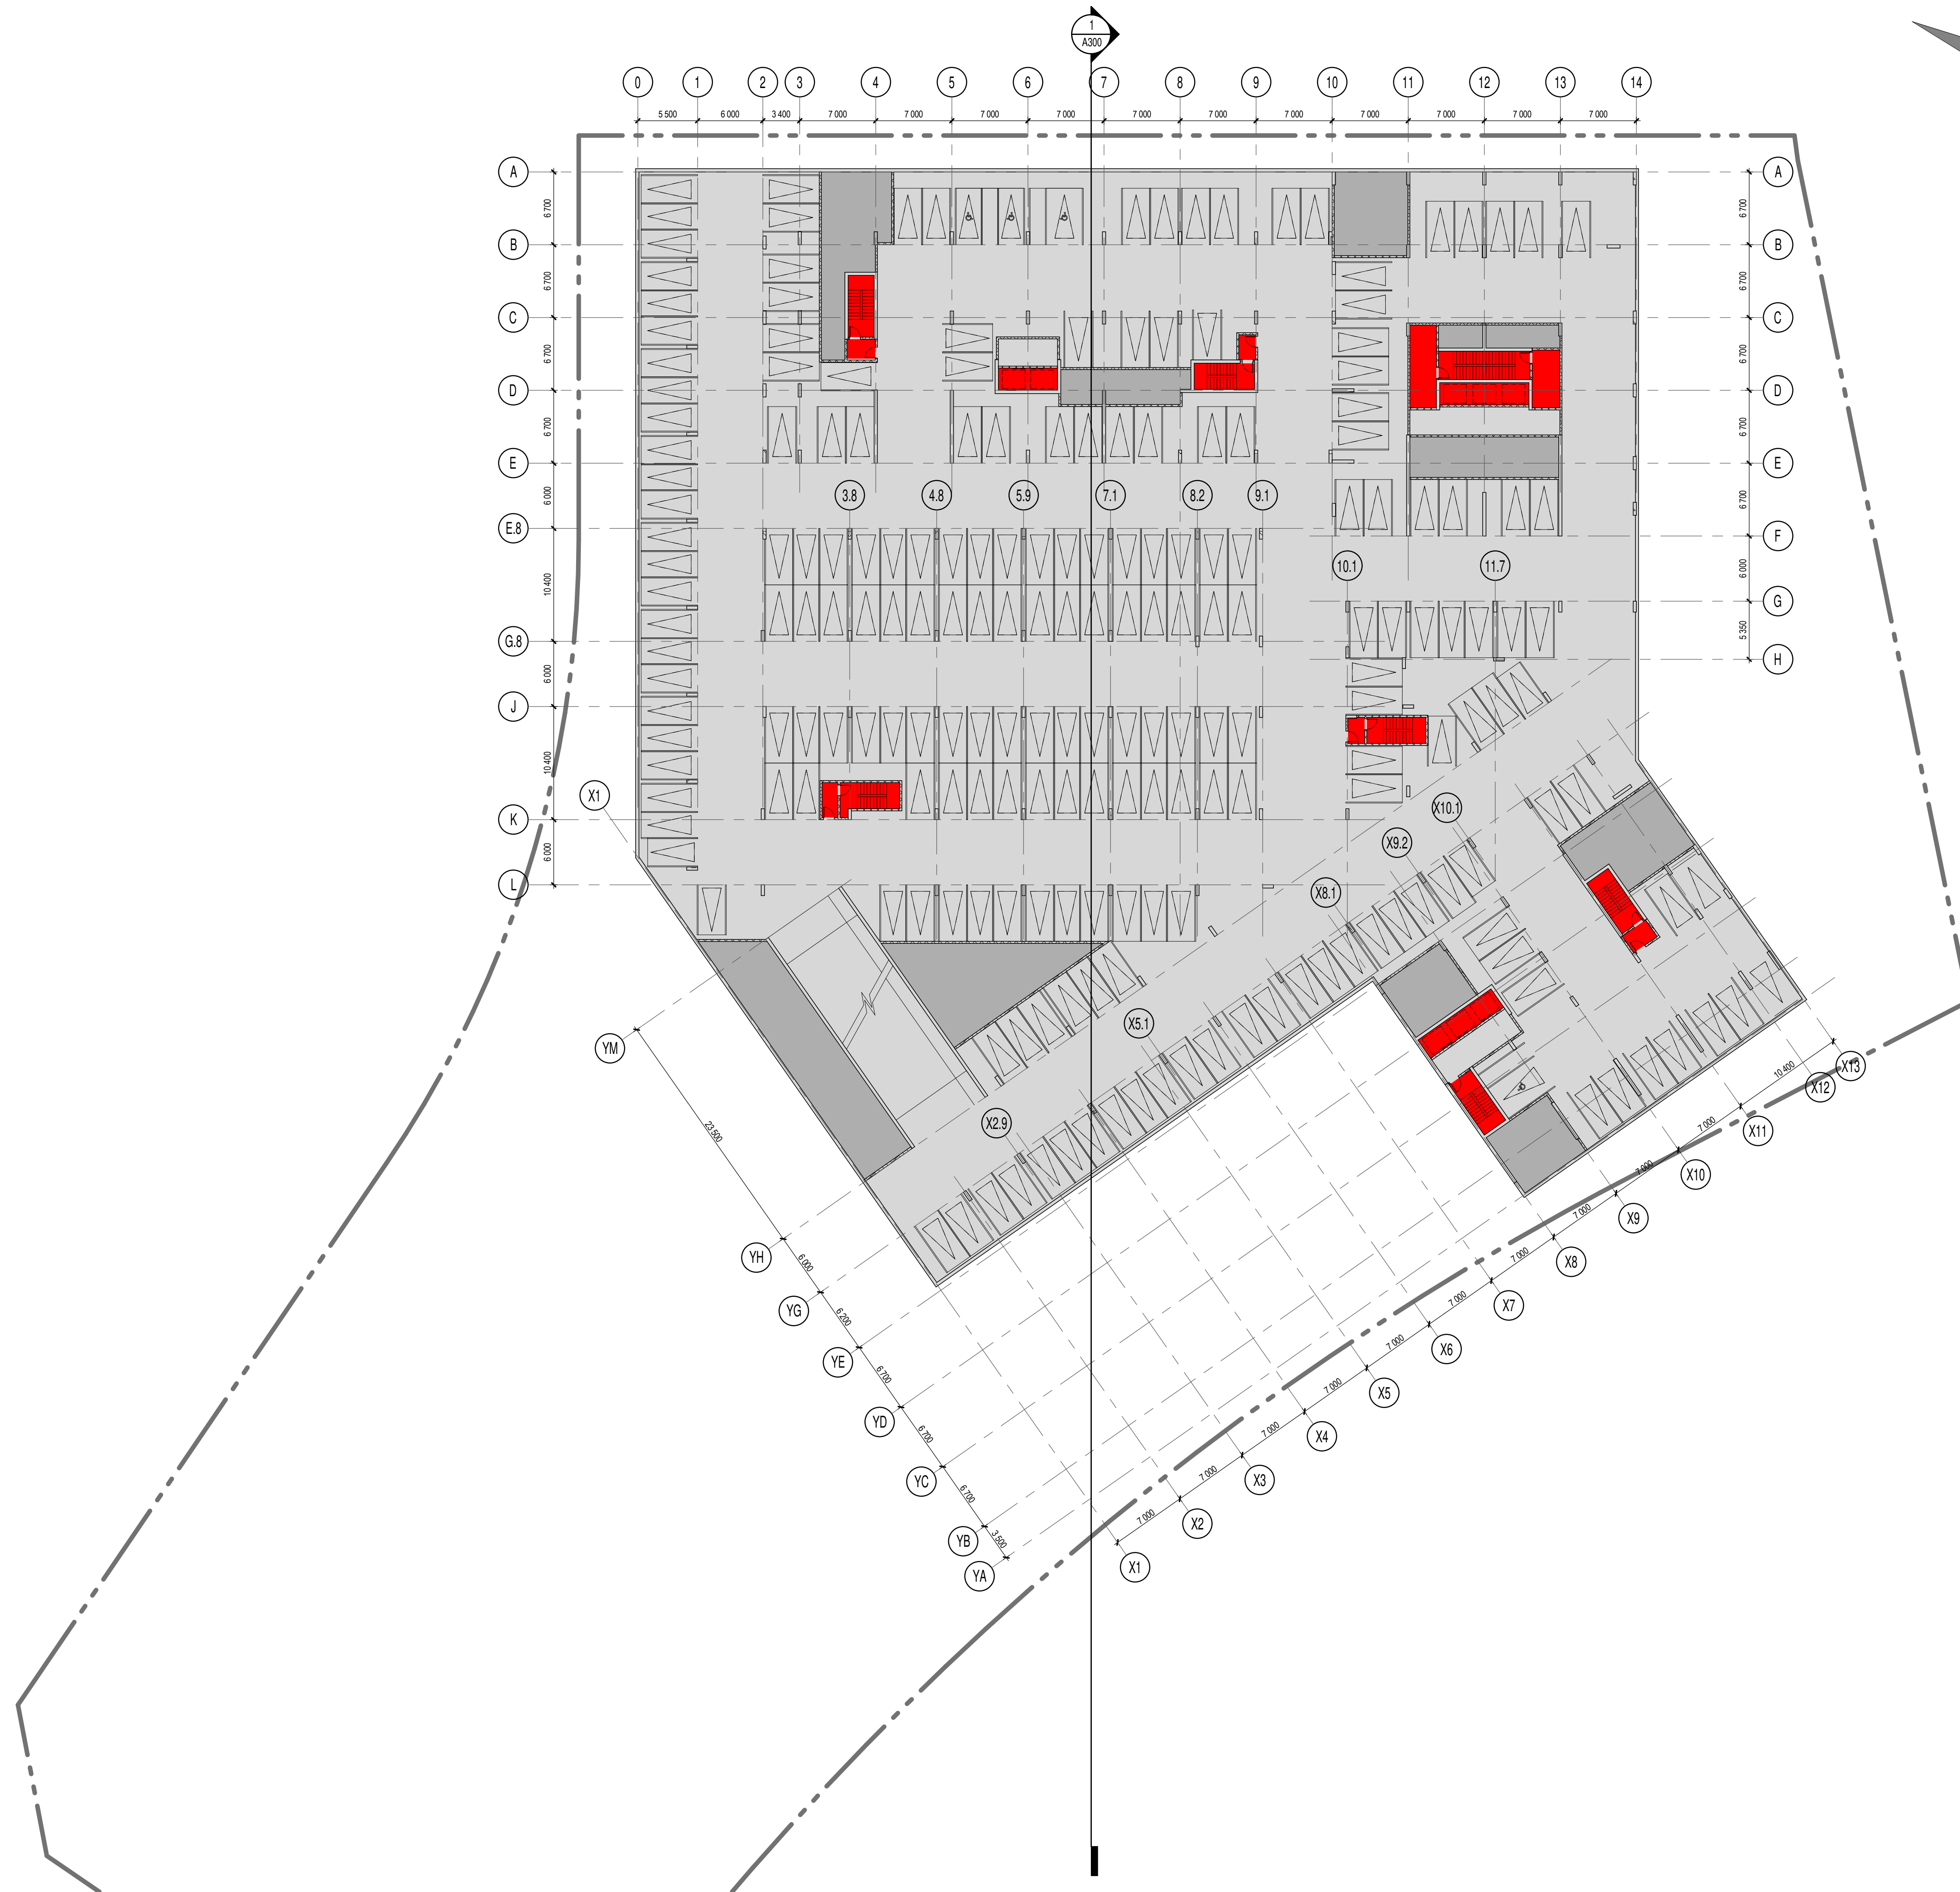 1
A300
0 1 2 3 4 5 6 7 8 9 10 11 12 13 14
5 500 6 000 3 400 7 000 7 000 7 000 7 000 7 000 7 000 7 000 7 000 7 000 7 000 7 000
A A
6 700 6 700
B B
6 700 6 700
C C
6 700 6 700
D D
6 700 6 700
E E
3.8 4.8 5.9 7.1 8.2 9.1
6 000 6 700
E.8 F
10.1 11.7
10 400 6 000
G
G.8 5 350
6 000 H
J
10 400
X1
K
X10.1
X9.2
6 000
L
X8.1
X5.1
YM
X13
10 400
X12
X2.9
23 500
7 000
X11
7 000
X10
7 000
X9
YH
6 000
7 000
X8
YG
6 200
7 000
X7
YE
6 700
7 000
X6
YD
7 000
X5
6 700
7 000
X4
YC
6 700
7 000
X3
YB
3 500
7 000
X2
YA
X1